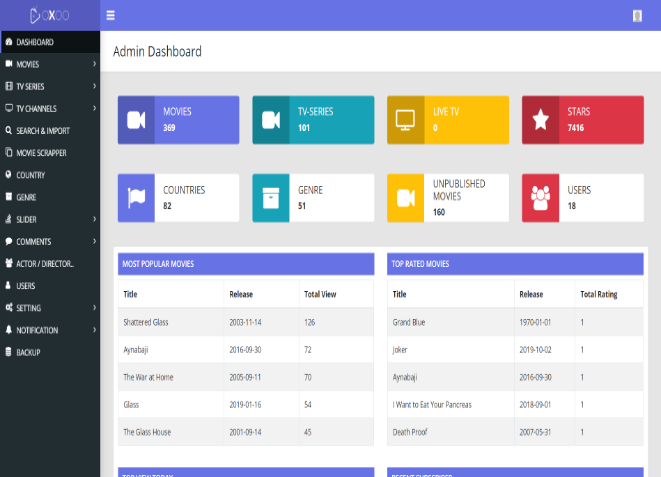 OXOO
DASHBOARD
MOVIES
TV SERIES
TV CHANNELS
SEARCH & IMPORT
MOVIE SCRAPPER
COUNTRY
GENRE
SLIDER
COMMENTS
ACTOR / DIRECTOR..
USERS
SETTING
NOTIFICATION
BACKUP
Admin Dashboard
MOVIES
369
TV-SERIES
101
LIVE TV
0
STARS
7416
COUNTRIES
82
GENRE
51
UNPUBLISHED
MOVIES
160
USERS
18
MOST POPULAR MOVIES
Title Release Total View
Shattered Glass 2003-11-14 126
Aynabaji 2016-09-30 72
The War at Home 2005-09-11 70
Glass 2019-01-16 54
The Glass House 2001-09-14 45
TOP RATED MOVIES
Title Release Total Rating
Grand Blue 1970-01-01 1
Joker 2019-10-02 1
Aynabaji 2016-09-30 1
I Want to Eat Your Pancreas 2018-09-01 1
Death Proof 2007-05-31 1
TOP VIEW TODAY
RECENT SUBSCRIBER